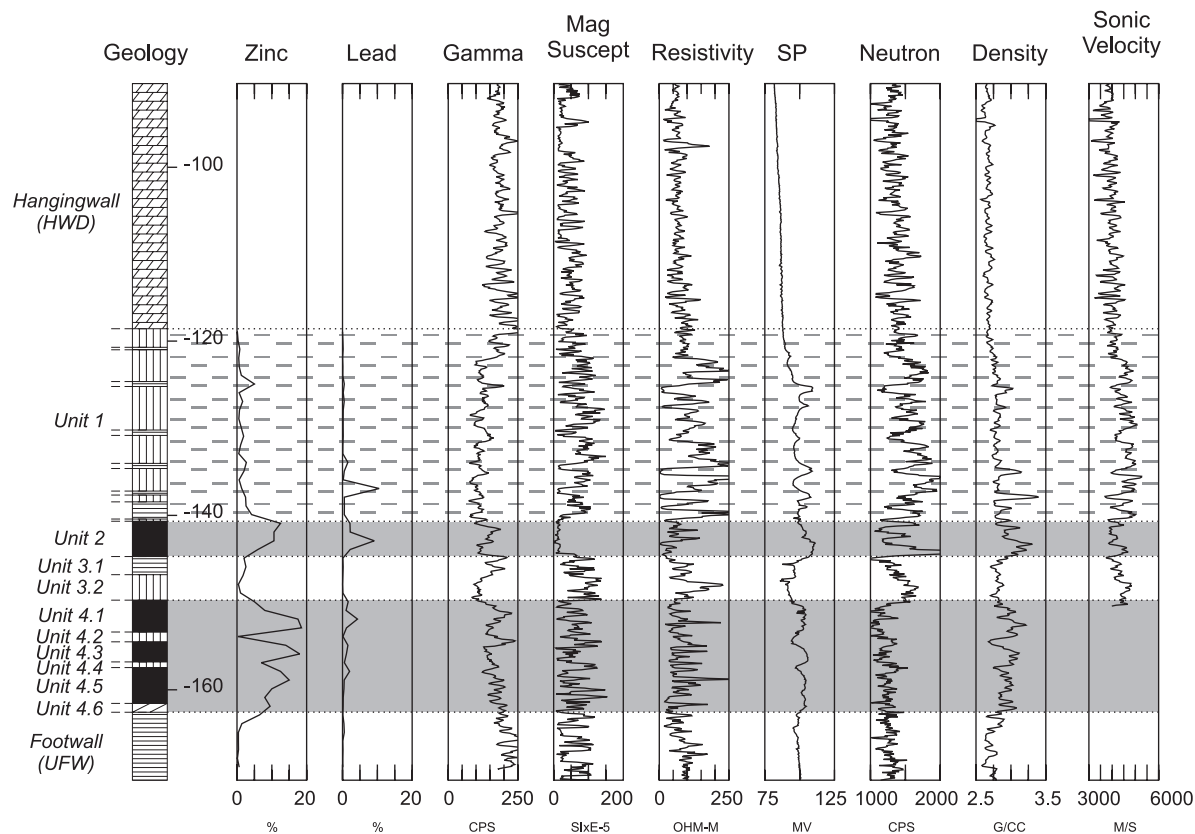 Geology
Zinc
Lead
Gamma
Mag
Suscept
Resistivity
SP
Neutron
Density
Sonic
Velocity
-100
Hangingwall
(HWD)
-120
Unit 1
-140
Unit 2
Unit 3.1
Unit 3.2
Unit 4.1
Unit 4.2
Unit 4.3
Unit 4.4
Unit 4.5
-160
Unit 4.6
Footwall
(UFW)
0 20 0 20 0 250 0 200 0 250 75 125 1000 2000 2.5 3.5 3000 6000
% % CPS SIxE-5 OHM-M MV CPS G/CC M/S